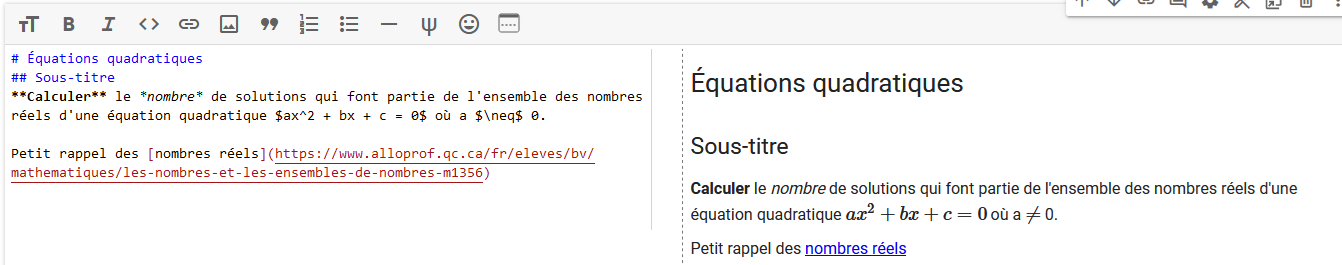 # Équations quadratiques
## Sous-titre
**Calculer** le *nombre* de solutions qui font partie de l'ensemble des nombres
réels d'une équation quadratique $ax^2 + bx + c = 0$ où a $\neq$ 0.
Petit rappel des [nombres réels](https://www.alloprof.qc.ca/fr/eleves/bv/
mathematiques/les-nombres-et-les-ensembles-de-nombres-m1356)
Équations quadratiques
Sous-titre
Calculer le nombre de solutions qui font partie de l'ensemble des nombres réels d'une
équation quadratique ax² + bx + c = 0 où a ≠ 0.
Petit rappel des nombres réels